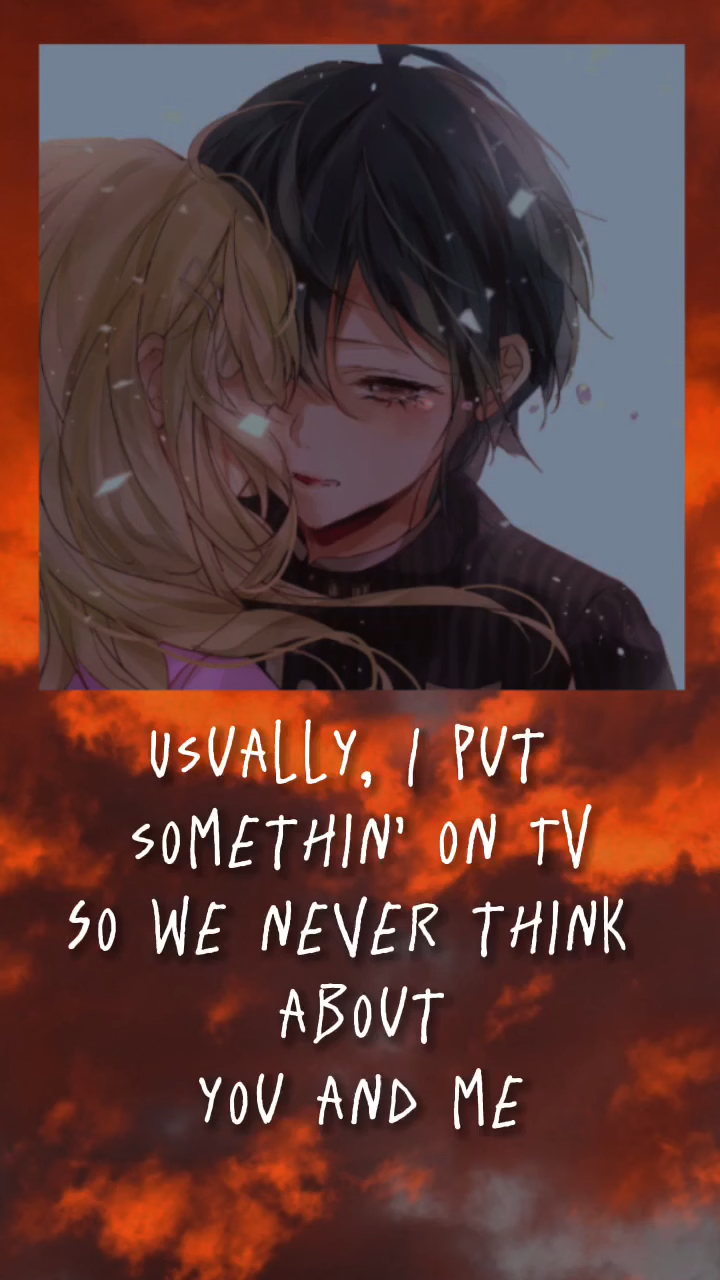 USUALLY, I PUT
SOMETHIN' ON TV
SO WE NEVER THINK
ABOUT
YOU AND ME